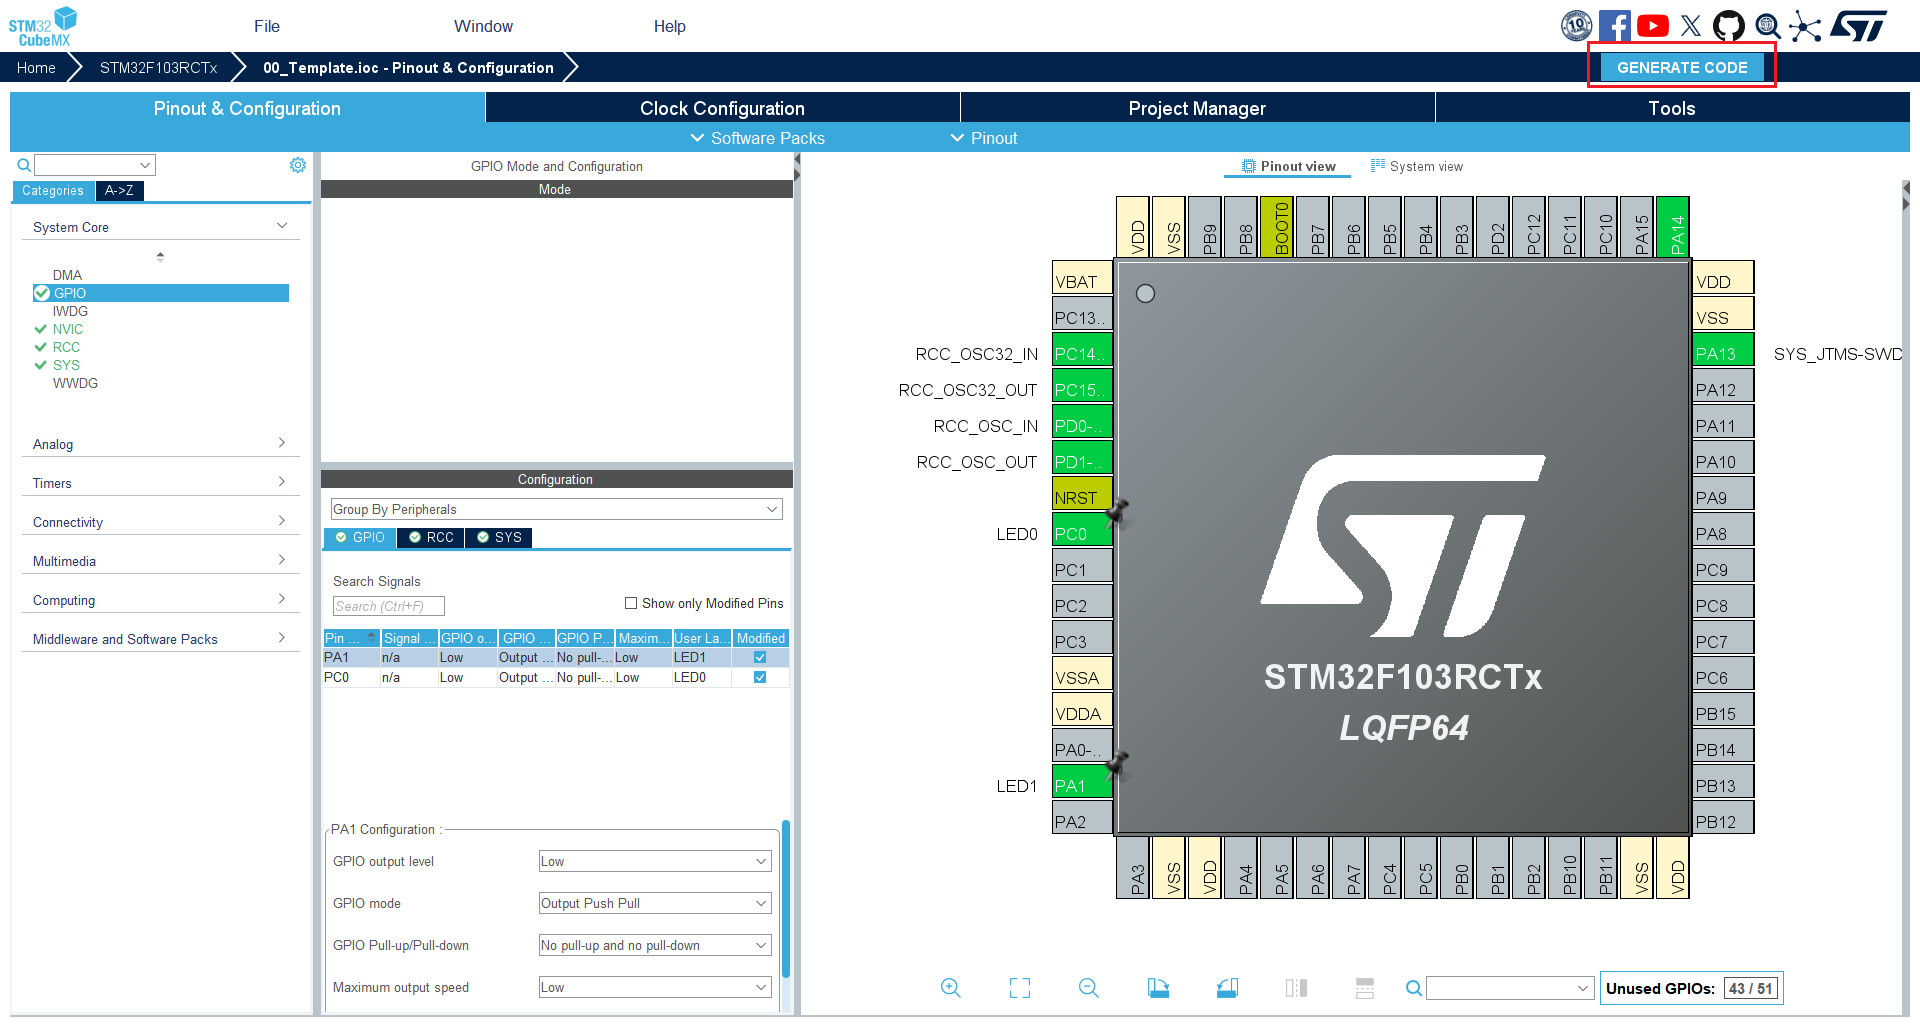 STM32
CubeMX
File
Window
Help
10
Home
STM32F103RCTx
00_Template.ioc - Pinout & Configuration
GENERATE CODE
Pinout & Configuration
Clock Configuration
Project Manager
Tools
Software Packs
Pinout
Categories
A->Z
System Core
DMA
GPIO
IWDG
NVIC
RCC
SYS
WWDG
Analog
Timers
Connectivity
Multimedia
Computing
Middleware and Software Packs
GPIO Mode and Configuration
Mode
Configuration
Group By Peripherals
GPIO
RCC
SYS
Search Signals
Search (Ctrl+F)
Show only Modified Pins
Pin ... Signal ... GPIO o... GPIO ... GPIO P... Maxim... User La... Modified
PA1 n/a Low Output ... No pull-... Low LED1
PC0 n/a Low Output ... No pull-... Low LED0
PA1 Configuration :
GPIO output level Low
GPIO mode Output Push Pull
GPIO Pull-up/Pull-down No pull-up and no pull-down
Maximum output speed Low
Pinout view
System view
VDD
VSS
PB9
PB8
BOOT0
PB7
PB6
PB5
PB4
PB3
PD2
PC12
PC11
PC10
PA15
PA14
VBAT
PC13..
RCC_OSC32_IN PC14..
RCC_OSC32_OUT PC15..
RCC_OSC_IN PD0-..
RCC_OSC_OUT PD1-..
NRST
LED0 PC0
PC1
PC2
PC3
VSSA
VDDA
PA0-..
LED1 PA1
PA2
STM32F103RCTx
LQFP64
VDD
VSS
PA13 SYS_JTMS-SWD
PA12
PA11
PA10
PA9
PA8
PC9
PC8
PC7
PC6
PB15
PB14
PB13
PB12
PA3
VSS
VDD
PA4
PA5
PA6
PA7
PC4
PC5
PB0
PB1
PB2
PB10
PB11
VSS
VDD
Unused GPIOs: 43 / 51